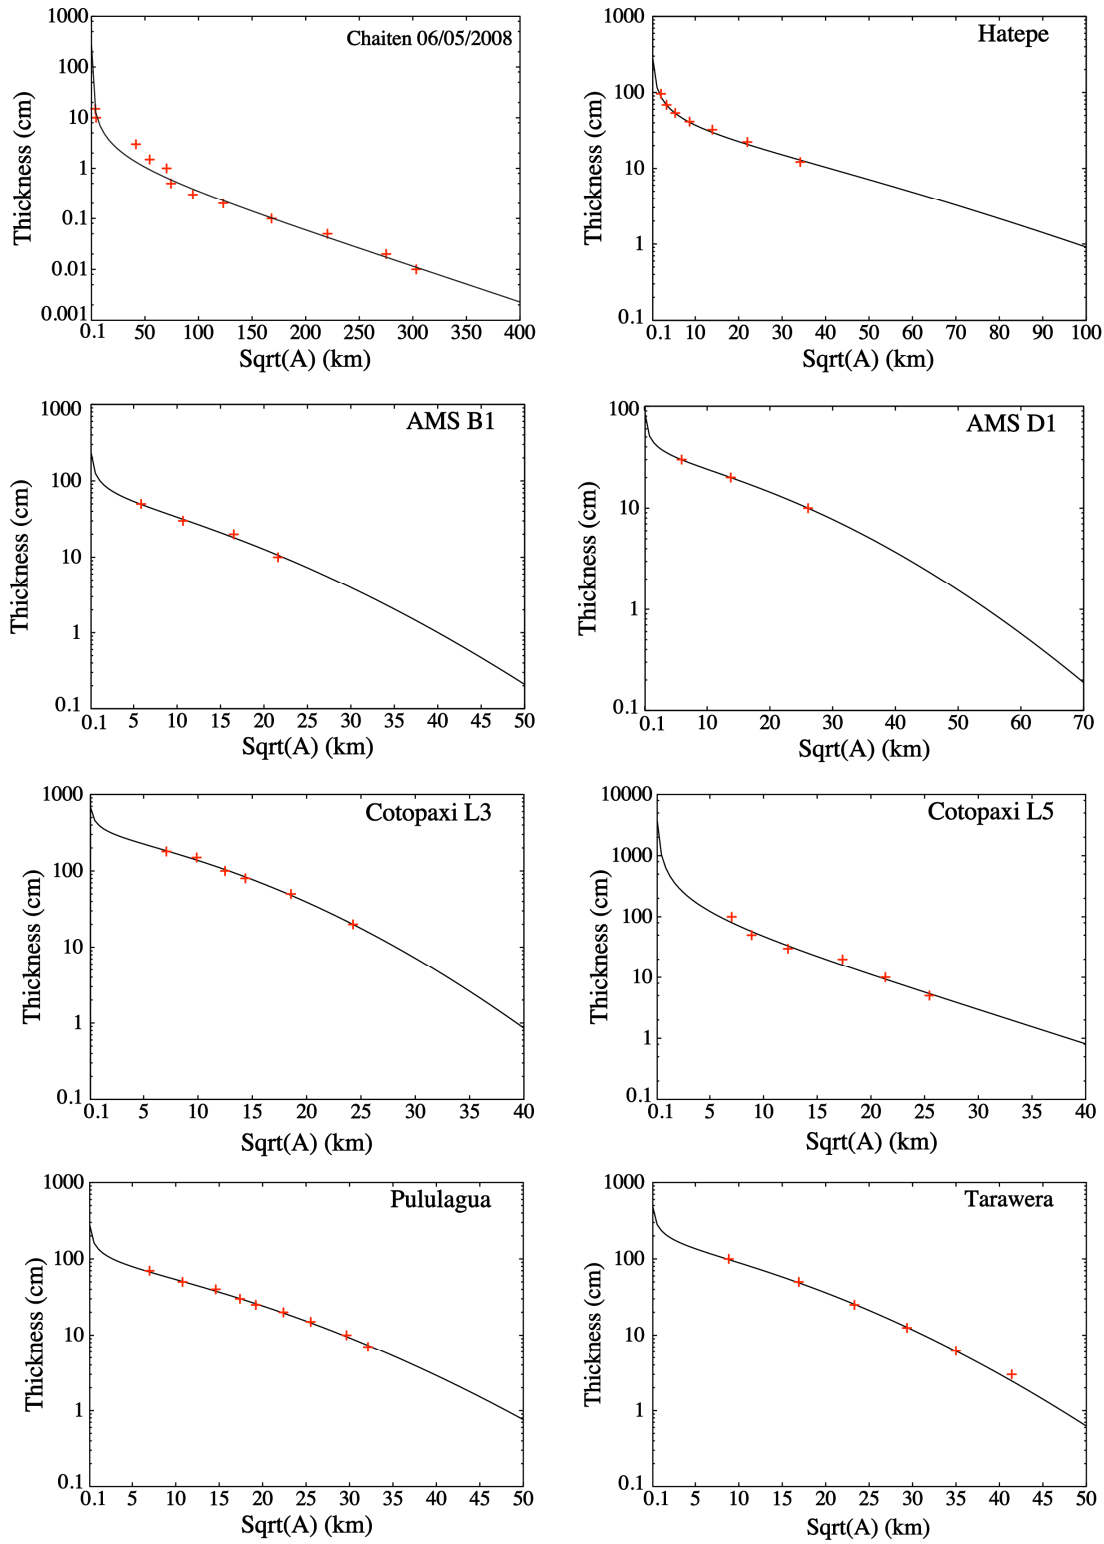 Chaiten 06/05/2008
Thickness (cm)
1000
100
10
1
0.1
0.01
0.001
0.1 50 100 150 200 250 300 350 400
Sqrt(A) (km)
Hatepe
Thickness (cm)
1000
100
10
1
0.1
0.1 10 20 30 40 50 60 70 80 90 100
Sqrt(A) (km)
AMS B1
Thickness (cm)
1000
100
10
1
0.1
0.1 5 10 15 20 25 30 35 40 45 50
Sqrt(A) (km)
AMS D1
Thickness (cm)
100
10
1
0.1
0.1 10 20 30 40 50 60 70
Sqrt(A) (km)
Cotopaxi L3
Thickness (cm)
1000
100
10
1
0.1
0.1 5 10 15 20 25 30 35 40
Sqrt(A) (km)
Cotopaxi L5
Thickness (cm)
10000
1000
100
10
1
0.1
0.1 5 10 15 20 25 30 35 40
Sqrt(A) (km)
Pululagua
Thickness (cm)
1000
100
10
1
0.1
0.1 5 10 15 20 25 30 35 40 45 50
Sqrt(A) (km)
Tarawera
Thickness (cm)
1000
100
10
1
0.1
0.1 5 10 15 20 25 30 35 40 45 50
Sqrt(A) (km)